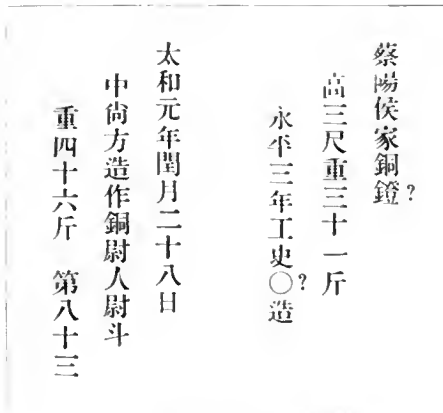 蔡陽侯家銅鐙?
高三尺重三十一斤
永平三年工史○?造
太和元年閏月二十八日
中尙方造作銅尉人尉斗
重四十六斤　第八十三